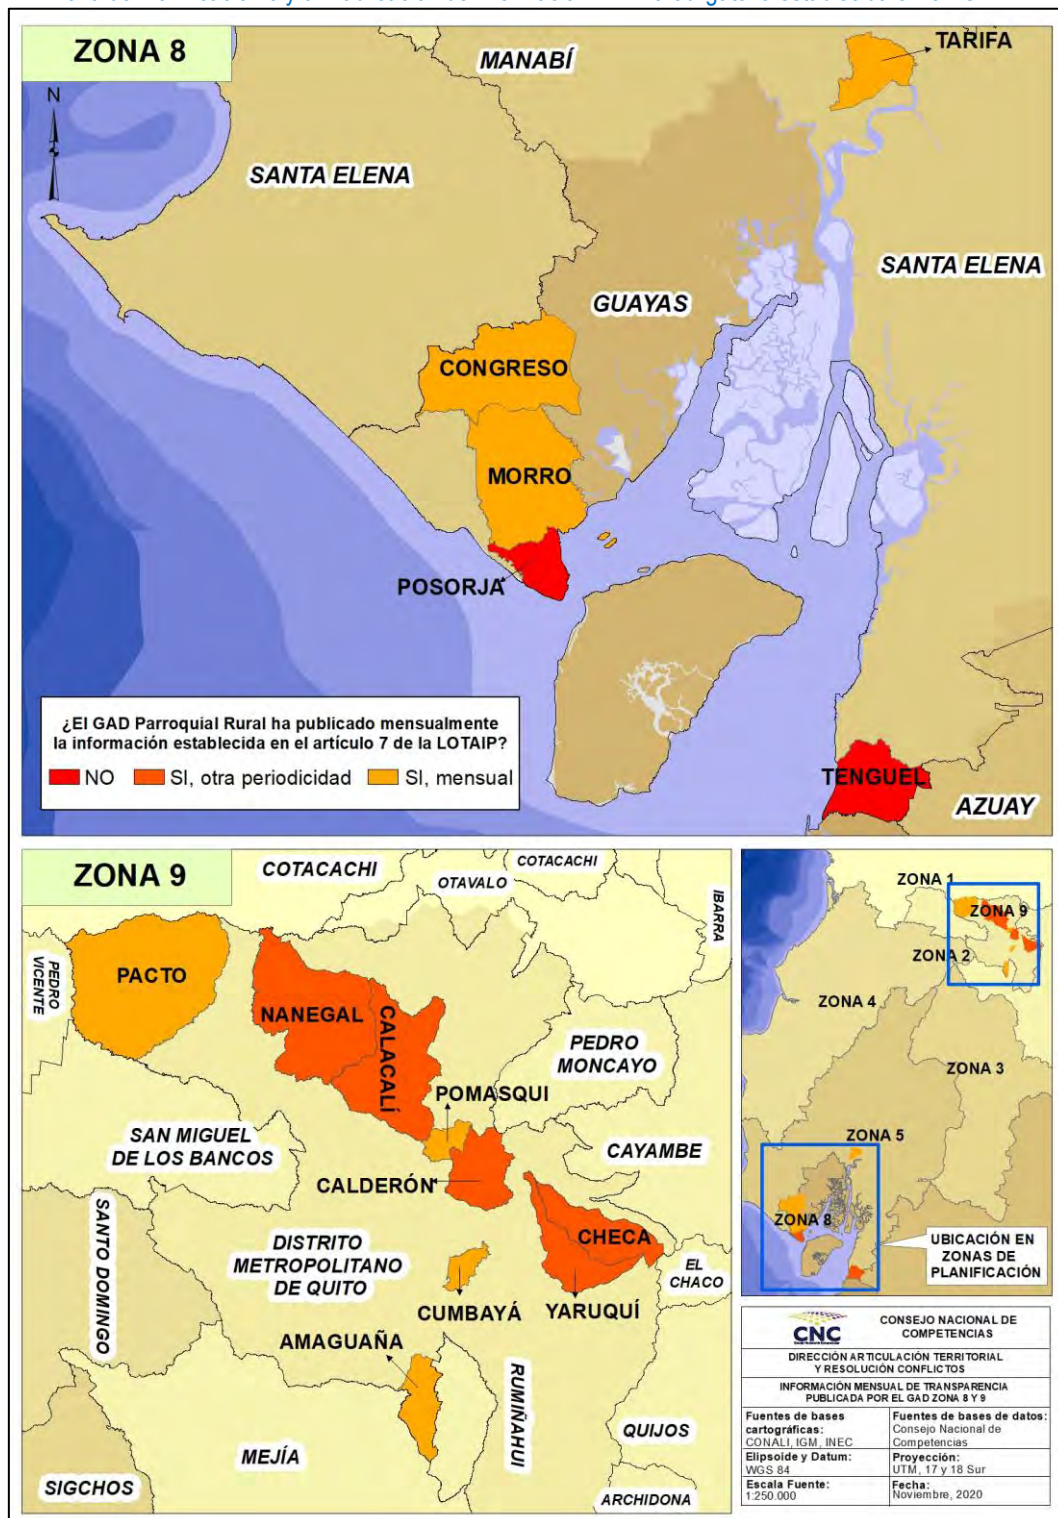 ZONA 8
N
MANABÍ
TARIFA
SANTA ELENA
SANTA ELENA
GUAYAS
CONGRESO
MORRO
POSORJA
¿El GAD Parroquial Rural ha publicado mensualmente
la información establecida en el artículo 7 de la LOTAIP?
NO
SI, otra periodicidad
SI, mensual
TENGUEL
AZUAY
ZONA 9
COTACACHI
COTACACHI
OTAVALO
IBARRA
PEDRO
VICENTE
PACTO
NANEGAL
CALACALÍ
PEDRO
MONCAYO
POMASQUI
SAN MIGUEL
DE LOS BANCOS
CAYAMBE
CALDERÓN
SANTO DOMINGO
DISTRITO
METROPOLITANO
DE QUITO
CHECA
EL
CHACO
CUMBAYÁ
YARUQUÍ
AMAGUAÑA
RUMIÑAHUI
QUIJOS
MEJÍA
SIGCHOS
ARCHIDONA
ZONA 1
ZONA 9
ZONA 2
ZONA 4
ZONA 3
ZONA 5
ZONA 8
UBICACIÓN EN
ZONAS DE
PLANIFICACIÓN
CNC
CONSEJO NACIONAL DE
COMPETENCIAS
DIRECCIÓN ARTICULACIÓN TERRITORIAL
Y RESOLUCIÓN CONFLICTOS
INFORMACIÓN MENSUAL DE TRANSPARENCIA
PUBLICADA POR EL GAD ZONA 8 Y 9
Fuentes de bases
cartográficas:
CONALI, IGM, INEC
Fuentes de bases de datos:
Consejo Nacional de
Competencias
Elipsoide y Datum:
WGS 84
Proyección:
UTM, 17 y 18 Sur
Escala Fuente:
1:250.000
Fecha:
Noviembre, 2020